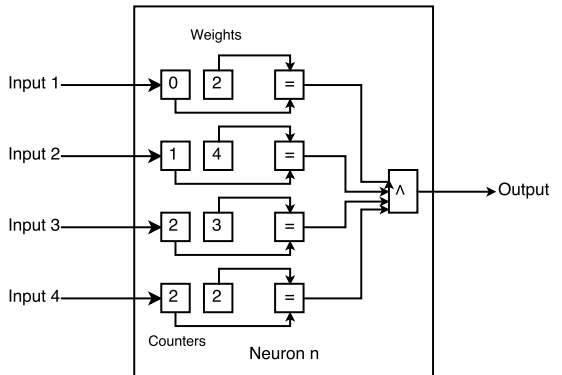 Weights
Input 1 0 2 =
Input 2 1 4 =
Input 3 2 3 =
Input 4 2 2 =
^ Output
Counters
Neuron n